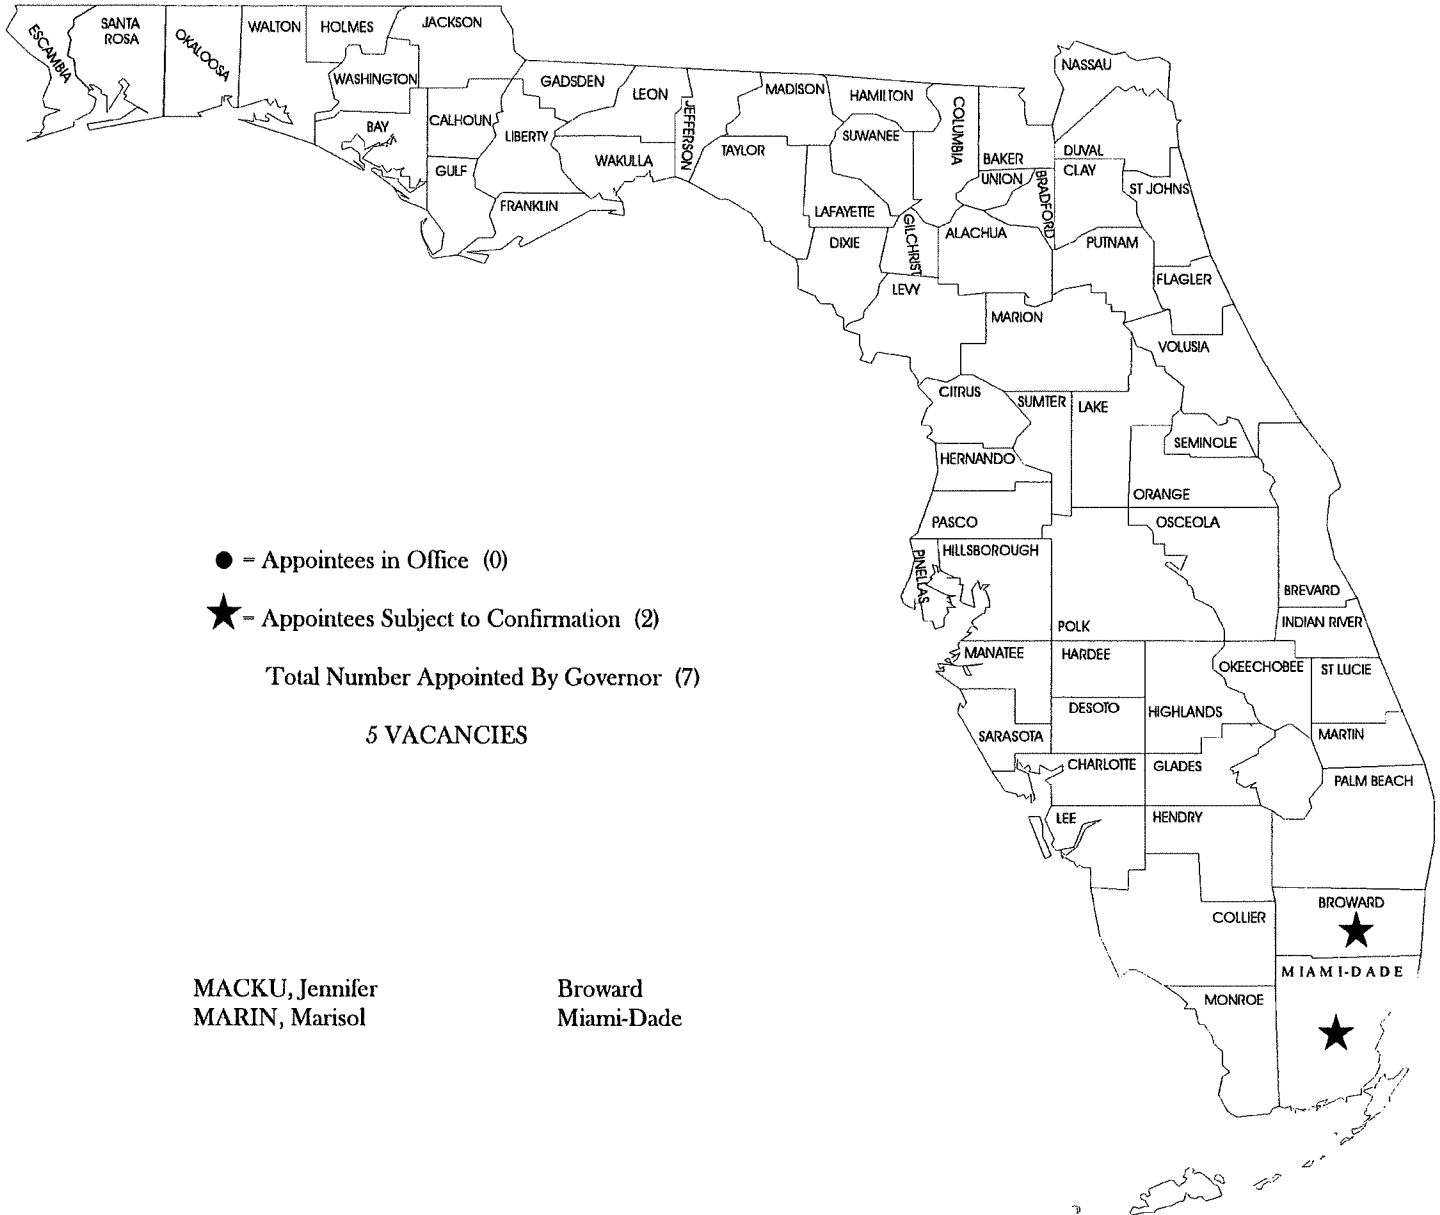 ESCAMBIA
SANTA
ROSA
OKALOOSA
WALTON
HOLMES
JACKSON
WASHINGTON
BAY
CALHOUN
GULF
GADSDEN
LIBERTY
FRANKLIN
LEON
WAKULLA
JEFFERSON
MADISON
TAYLOR
HAMILTON
SUWANEE
LAFAYETTE
DIXIE
GILCHRIST
COLUMBIA
BAKER
UNION
BRADFORD
ALACHUA
LEVY
NASSAU
DUVAL
CLAY
ST JOHNS
PUTNAM
FLAGLER
MARION
VOLUSIA
CITRUS
SUMTER
LAKE
SEMINOLE
HERNANDO
ORANGE
PASCO
OSCEOLA
PINELLAS
HILLSBOROUGH
BREVARD
POLK
INDIAN RIVER
MANATEE
HARDEE
OKEECHOBEE
ST LUCIE
DESOTO
HIGHLANDS
SARASOTA
MARTIN
CHARLOTTE
GLADES
PALM BEACH
LEE
HENDRY
BROWARD
COLLIER
MIAMI-DADE
MONROE
= Appointees in Office (0)
= Appointees Subject to Confirmation (2)
Total Number Appointed By Governor (7)
5 VACANCIES
MACKU, Jennifer Broward
MARIN, Marisol Miami-Dade